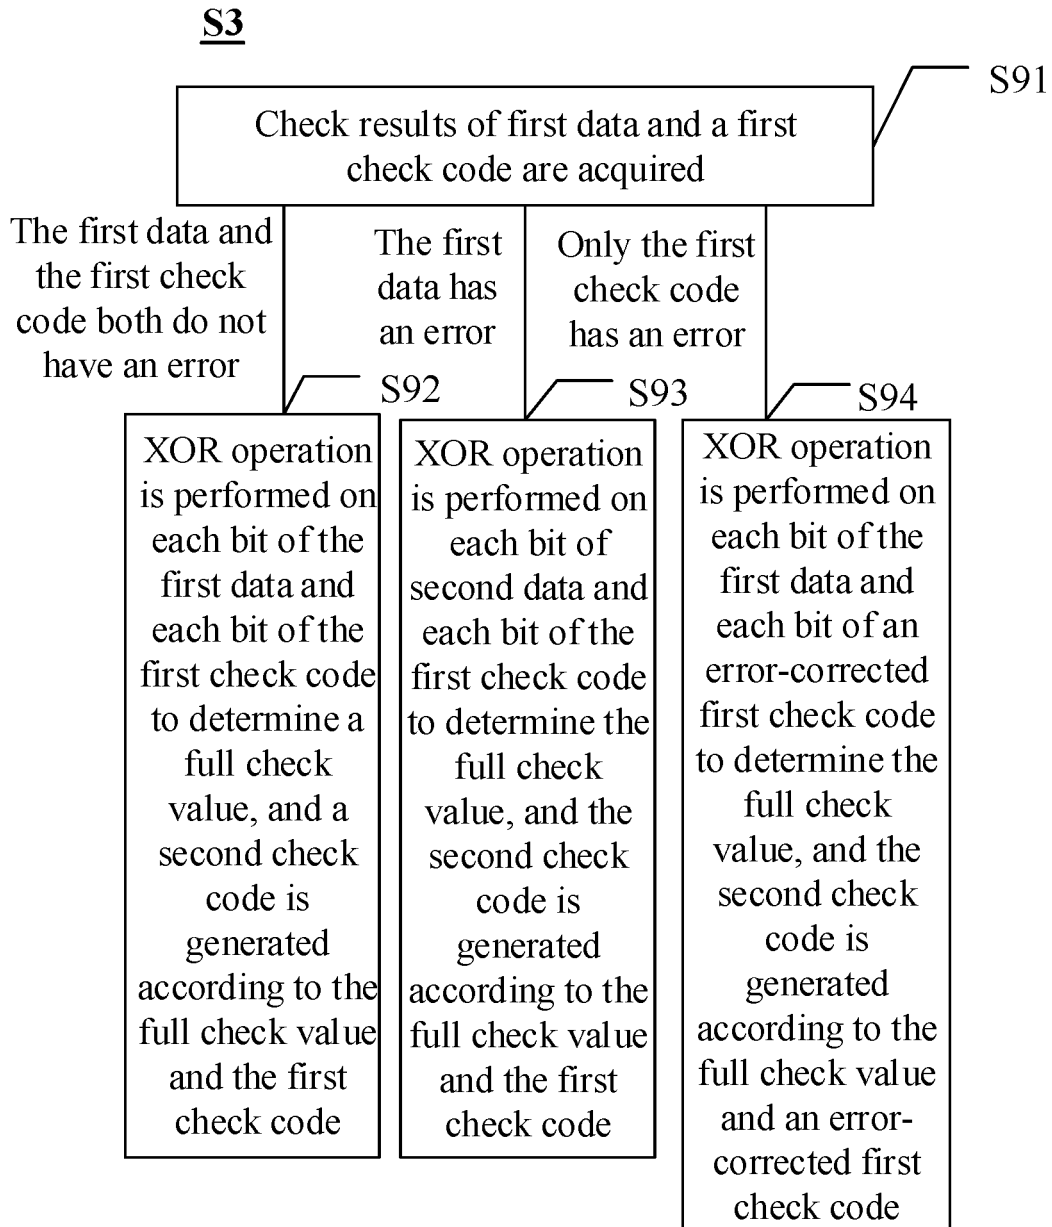 S3
S91
Check results of first data and a first
check code are acquired
The first data and
the first check
code both do not
have an error
The first
data has
an error
Only the first
check code
has an error
S92
XOR operation
is performed on
each bit of the
first data and
each bit of the
first check code
to determine a
full check
value, and a
second check
code is
generated
according to the
full check value
and the first
check code
S93
XOR operation
is performed on
each bit of
second data and
each bit of the
first check code
to determine the
full check
value, and the
second check
code is
generated
according to the
full check value
and the first
check code
S94
XOR operation
is performed on
each bit of the
first data and
each bit of an
error-corrected
first check code
to determine the
full check
value, and the
second check
code is
generated
according to the
full check value
and an error-
corrected first
check code